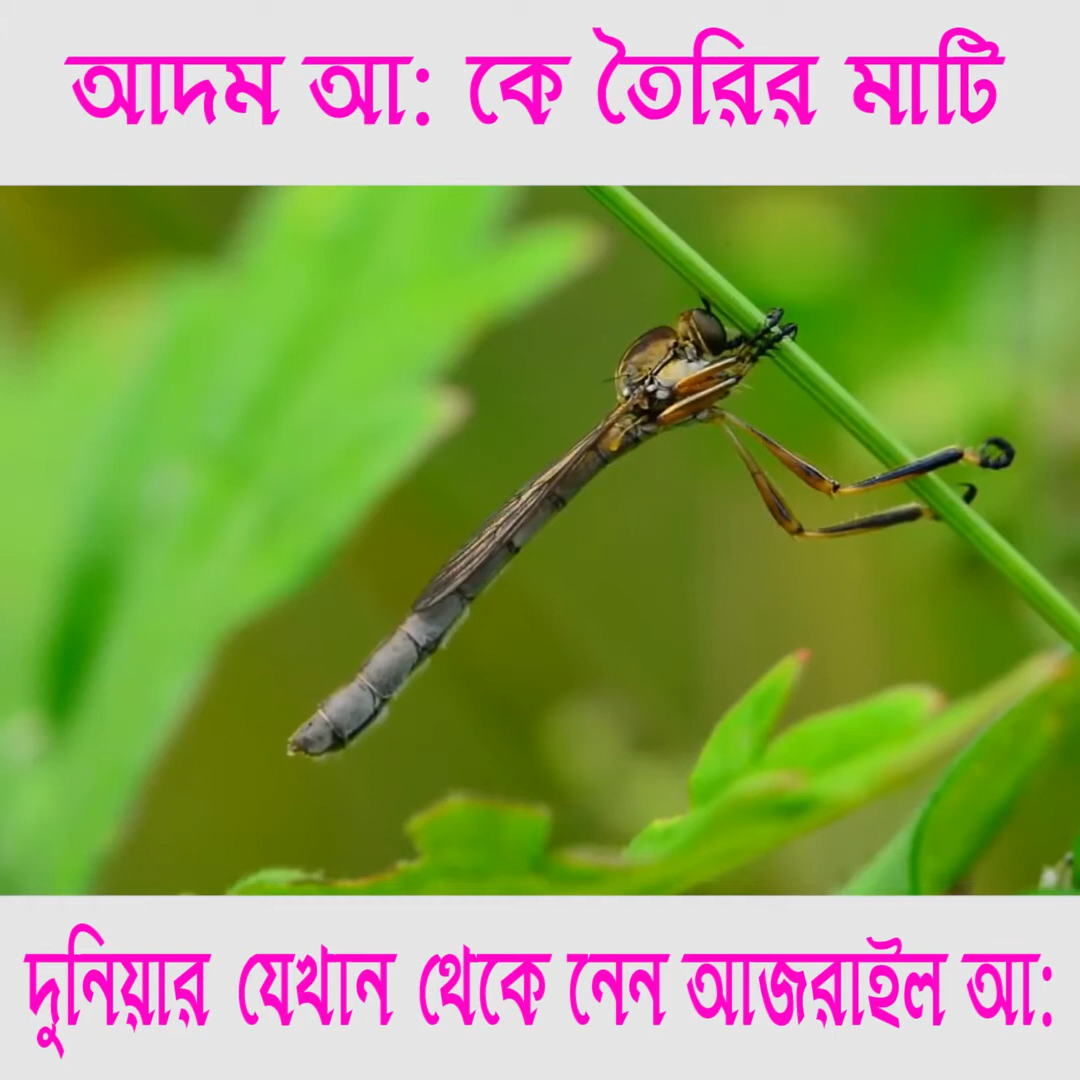 আদম আ: কে তৈরির মাটি
দুনিয়ার যেখান থেকে নেন আজরাইল আ: